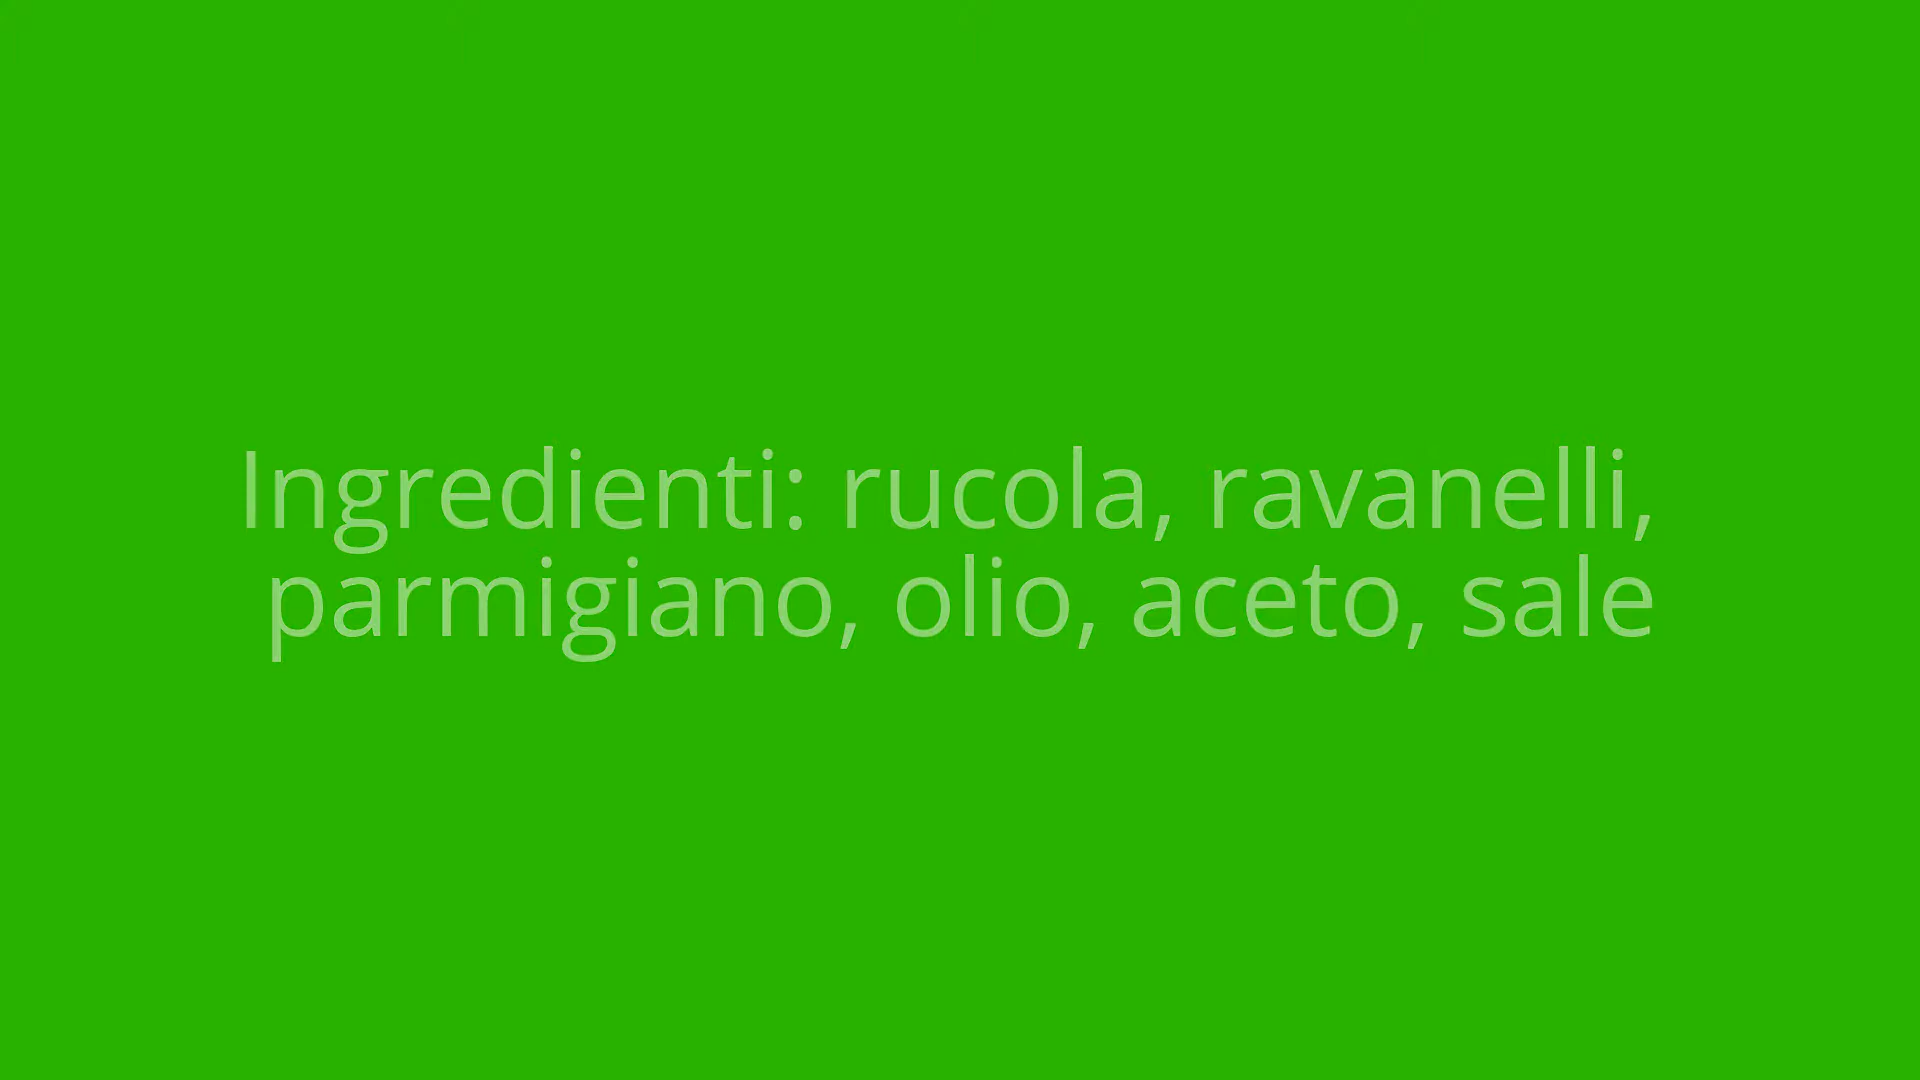 Ingredienti: rucola, ravanelli,
parmigiano, olio, aceto, sale